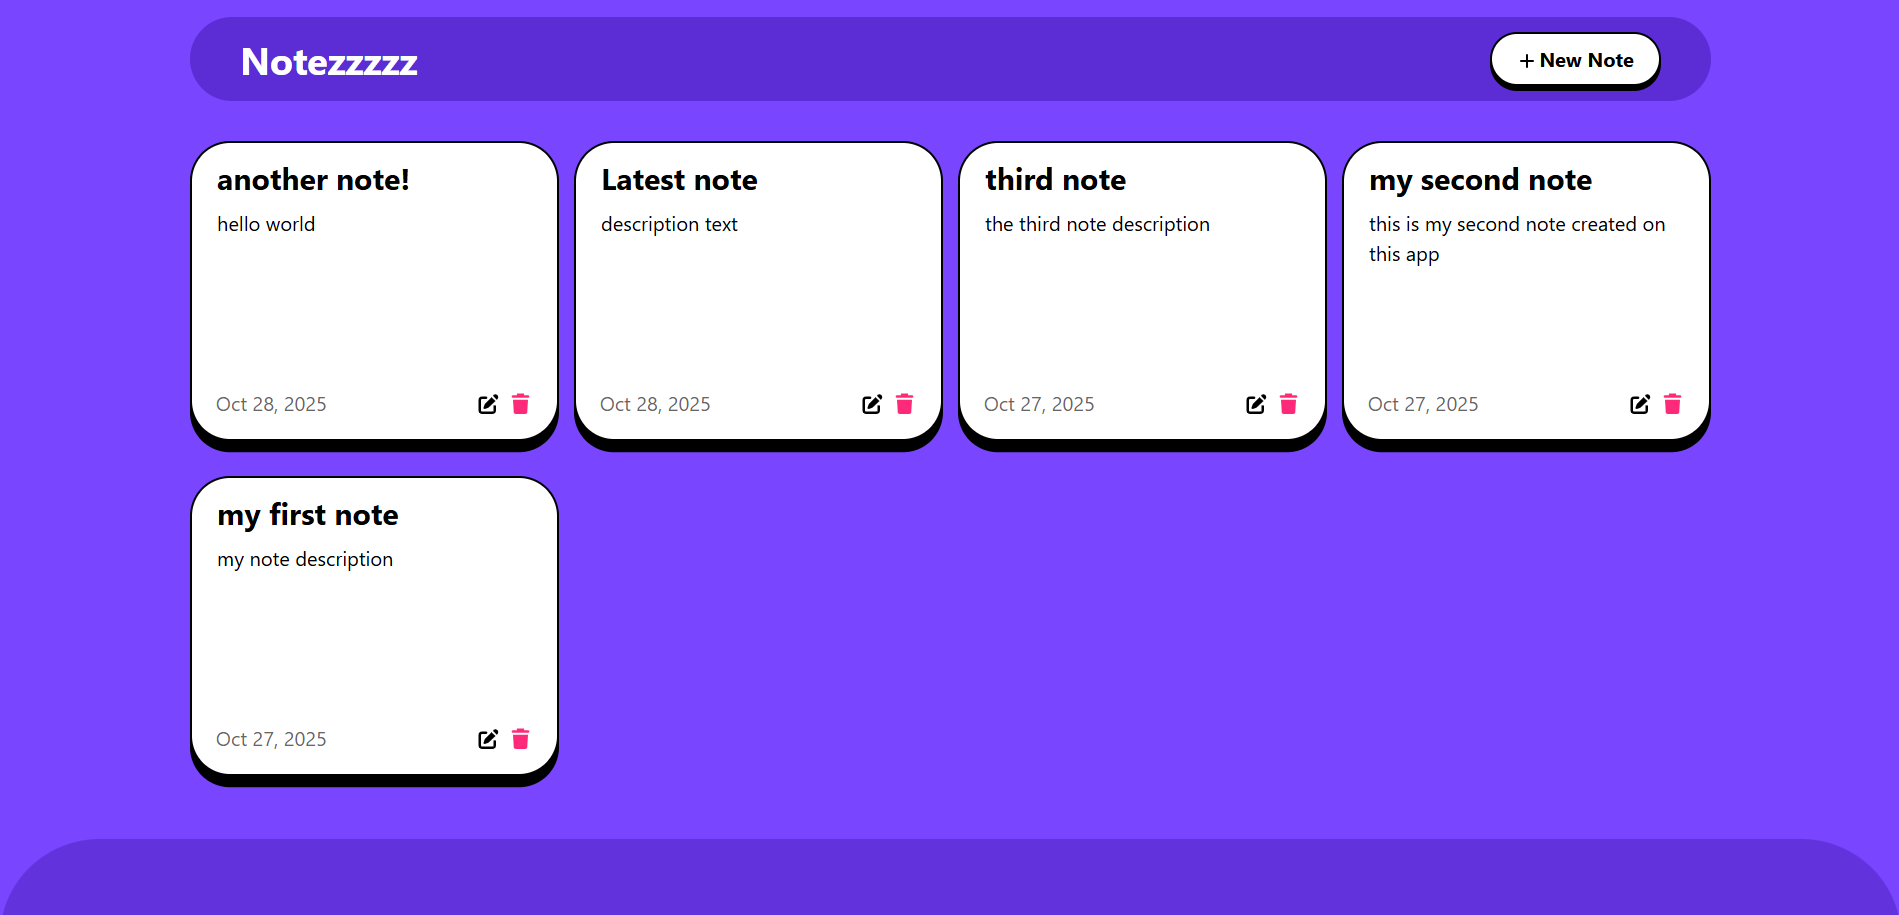 Notezzzzz
+ New Note
another note!
hello world
Oct 28, 2025
Latest note
description text
Oct 28, 2025
third note
the third note description
Oct 27, 2025
my second note
this is my second note created on
this app
Oct 27, 2025
my first note
my note description
Oct 27, 2025